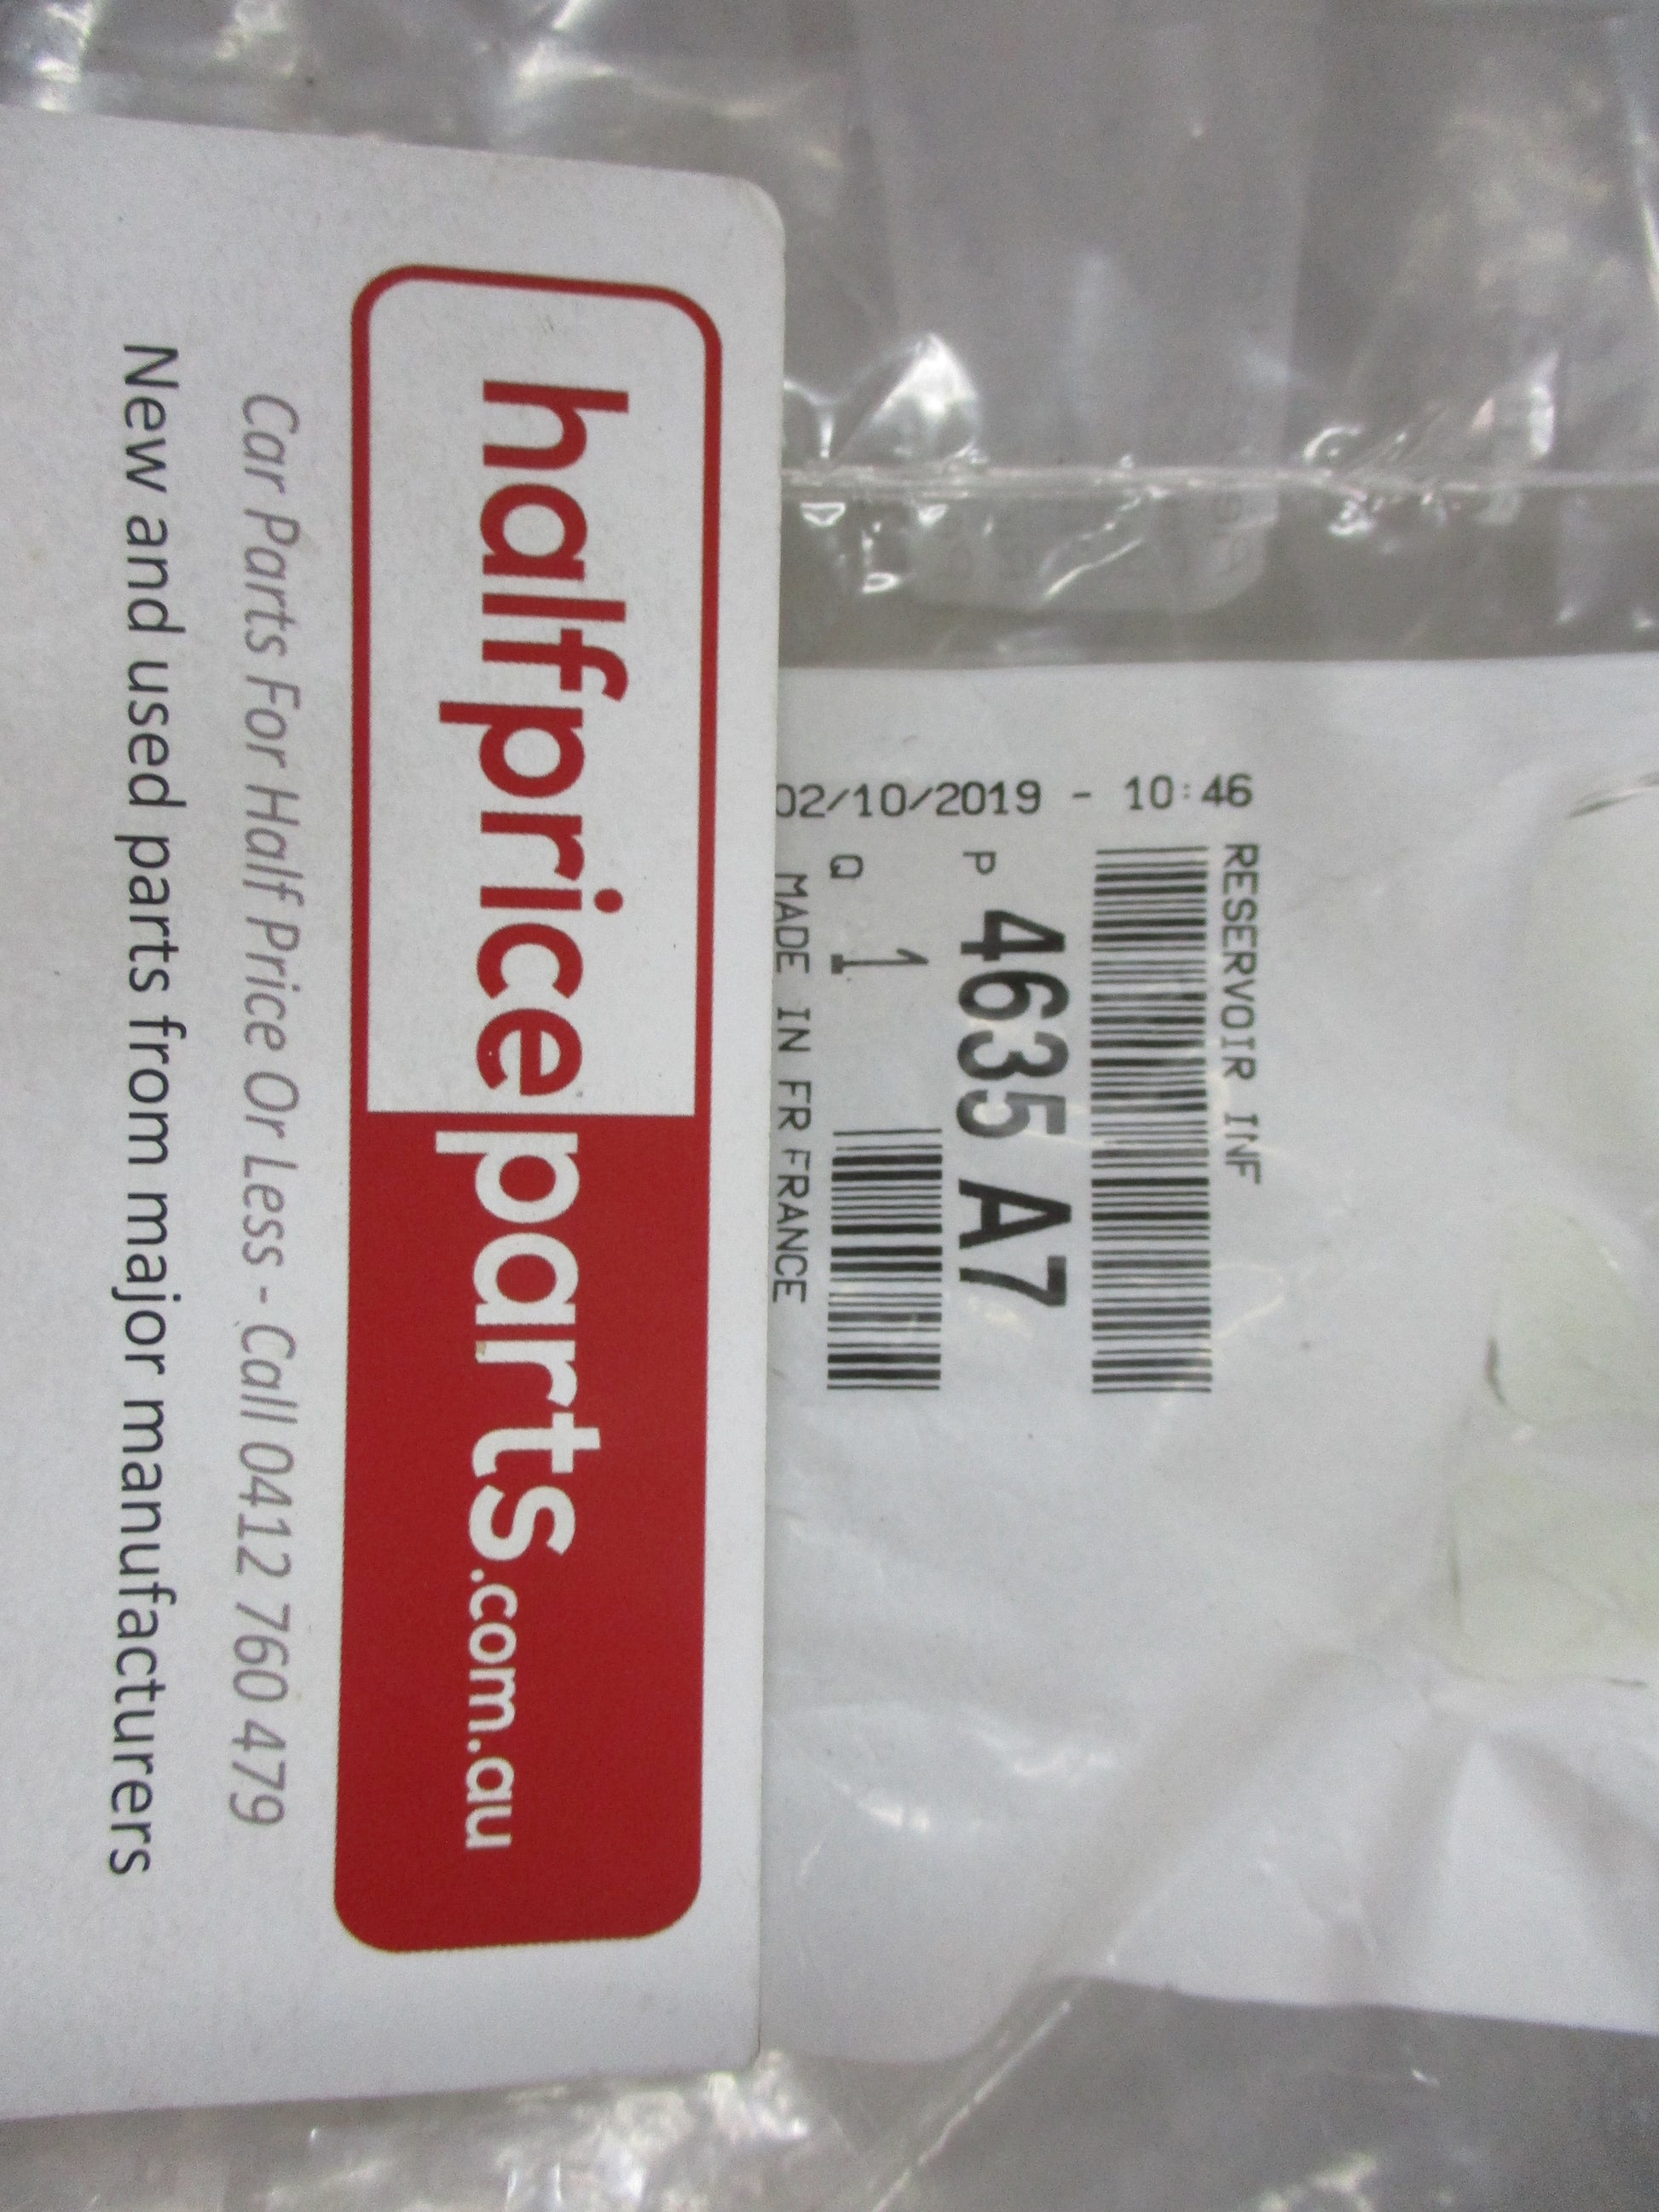 RESERVOIR INF
P 4635 A7
Q 1
MADE IN FR FRANCE
02/10/2019 - 10:46
halfpriceparts.com.au
Car Parts For Half Price Or Less - Call 0412 760 479
New and used parts from major manufacturers